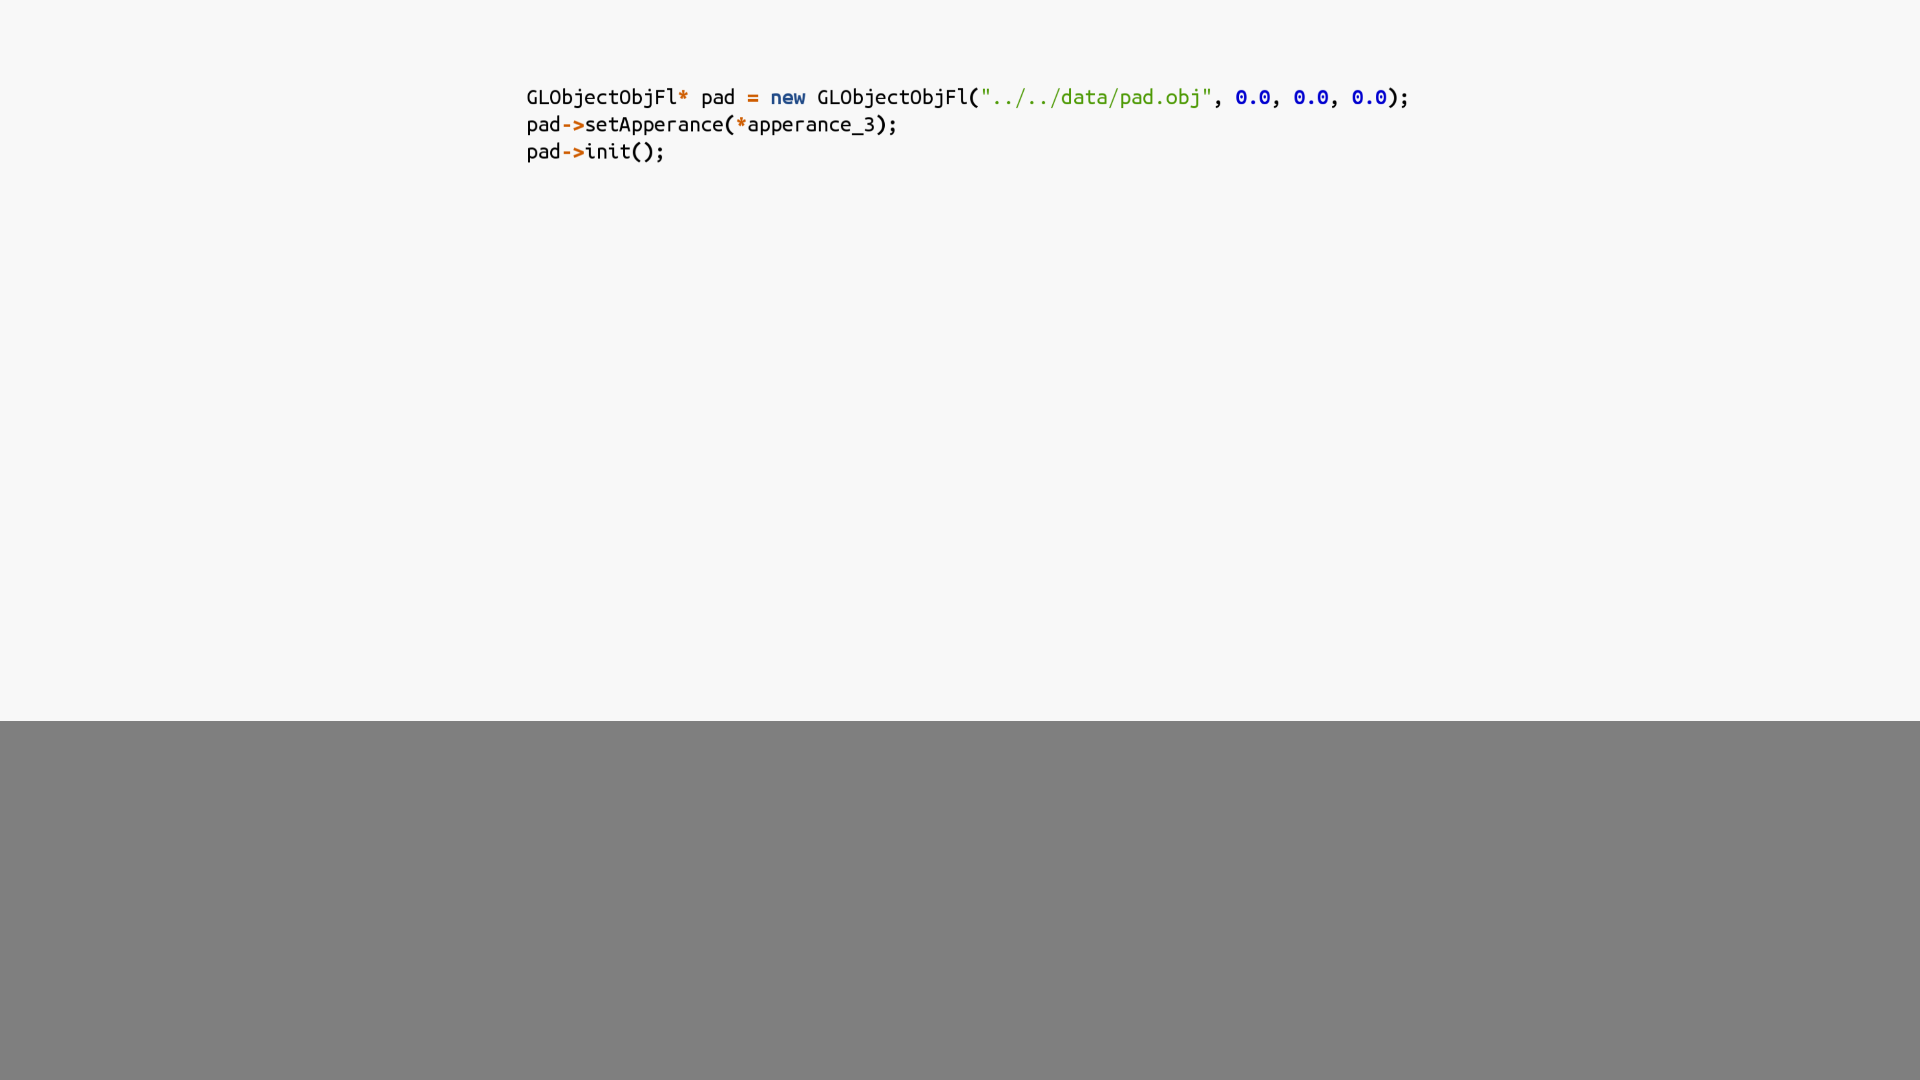 GLObjectObjFl* pad = new GLObjectObjFl("../../data/pad.obj", 0.0, 0.0, 0.0);
pad->setApperance(*apperance_3);
pad->init();